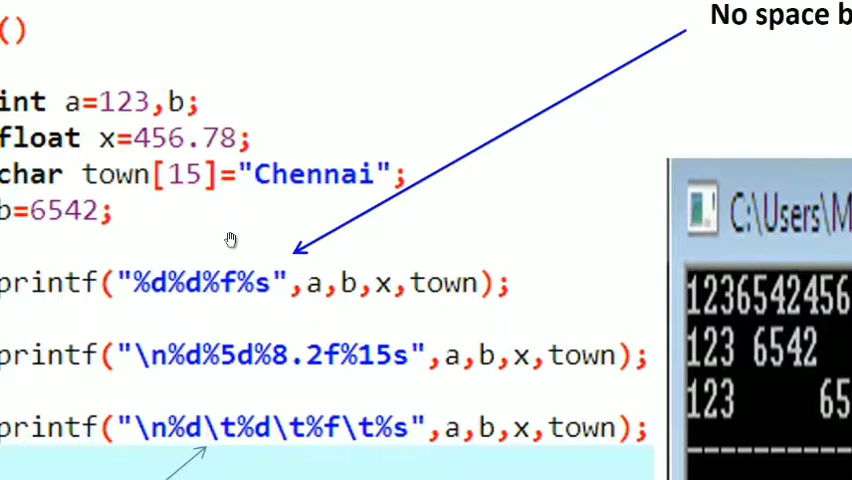 No space b
()
int a=123,b;
float x=456.78;
char town[15]="Chennai";
b=6542;
printf("%d%d%f%s",a,b,x,town);
printf("\n%d%5d%8.2f%15s",a,b,x,town);
printf("\n%d\t%d\t%f\t%s",a,b,x,town);
C:\Users\M
1236542456
123 6542
123 65